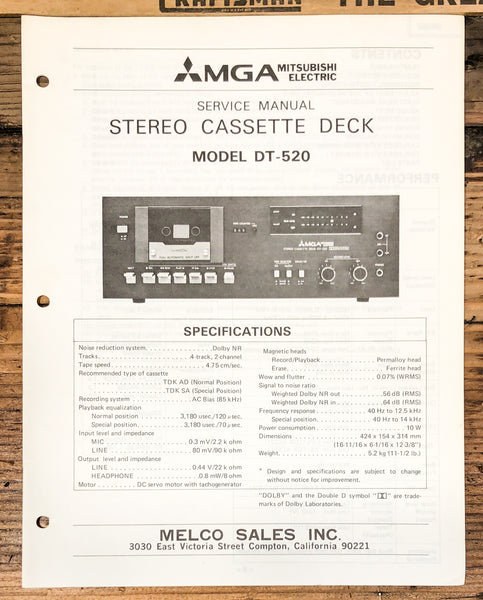 CRAFTSMAN THE GREA
MGA MITSUBISHI
ELECTRIC
SERVICE MANUAL
STEREO CASSETTE DECK
MODEL DT-520
MGA
SPECIFICATIONS
Noise reduction system. Dolby NR
Tracks. 4-track, 2 channel
Tape speed 4.75 cm/sec.
Recommended type of cassette
TDK AD (Normal Position)
TDK SA (Special Position)
Recording system AC Bias (85 kHz)
Playback equalization
Normal position 3,180 usec/120 μsec.
Special position. 3,180 usec./70 μsec.
Input level and impedance
MIC 0.3 mV/2.2 k ohm
LINE 80 mV/90 k ohm
Output level and impedance
LINE 0.44 V/22 k ohm
HEADPHONE 0.8 mW/8 ohm
Motor DC servo motor with tachogenerator
Magnetic heads
Record/Playback Permalloy head
Erase. Ferrite head
Wow and flutter 0.07% (WRMS)
Signal to noise ratio
Weighted Dolby NR out 56 dB (RMS)
Weighted Dolby NR in 64 dB (RMS)
Frequency response 40 Hz to 12.5 kHz
Special position. 40 Hz to 14 kHz
Power consumption. 10 W
Dimensions 424 x 154 x 314 mm
(16-11/16 x 6-1/16 x 12-3/8")
Weight 5.2 kg (11-1/2 lb.)
* Design and specifications are subject to change
without notice for improvement.
"DOLBY" and the Double D symbol "DD" are trade-
marks of Dolby Laboratories.
MELCO SALES INC.
3030 East Victoria Street Compton, California 90221